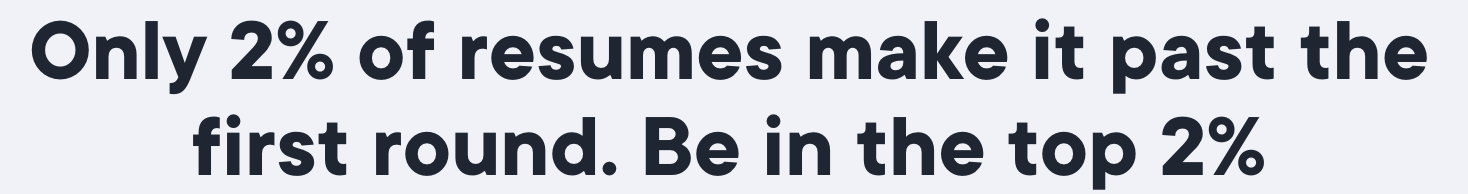 Only 2% of resumes make it past the
first round. Be in the top 2%